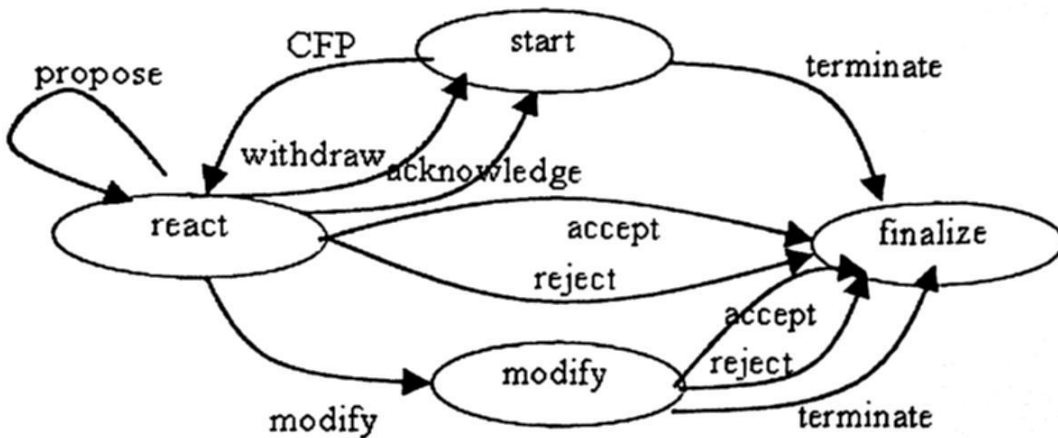 CFP
start
propose
terminate
withdraw
acknowledge
react
accept
finalize
reject
accept
modify
reject
modify
terminate